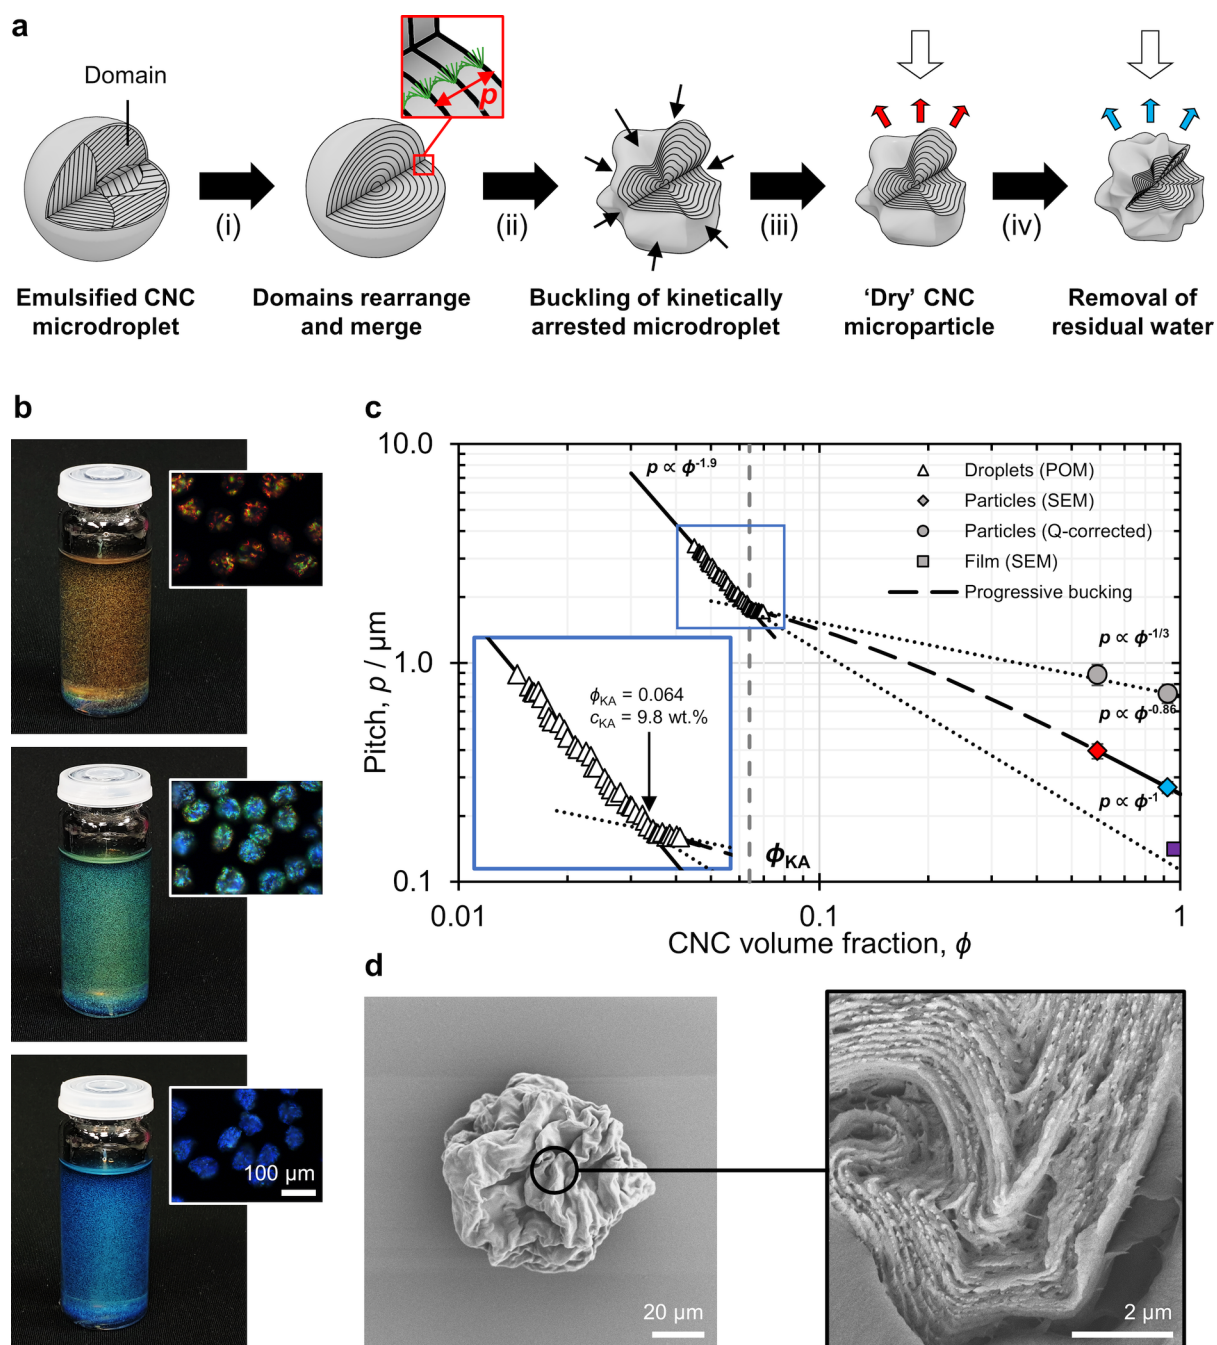 a
Domain
p
(i)
(ii)
(iii)
(iv)
Emulsified CNC
microdroplet
Domains rearrange
and merge
Buckling of kinetically
arrested microdroplet
‘Dry’ CNC
microparticle
Removal of
residual water
b
100 µm
c
Pitch, p / µm
10.0
1.0
0.1
p ∝ ϕ-1.9
Droplets (POM)
Particles (SEM)
Particles (Q-corrected)
Film (SEM)
Progressive bucking
p ∝ ϕ-1/3
p ∝ ϕ-0.86
p ∝ ϕ-1
ϕKA = 0.064
cKA = 9.8 wt.%
ϕKA
0.01
0.1
1
CNC volume fraction, ϕ
d
20 µm
2 µm